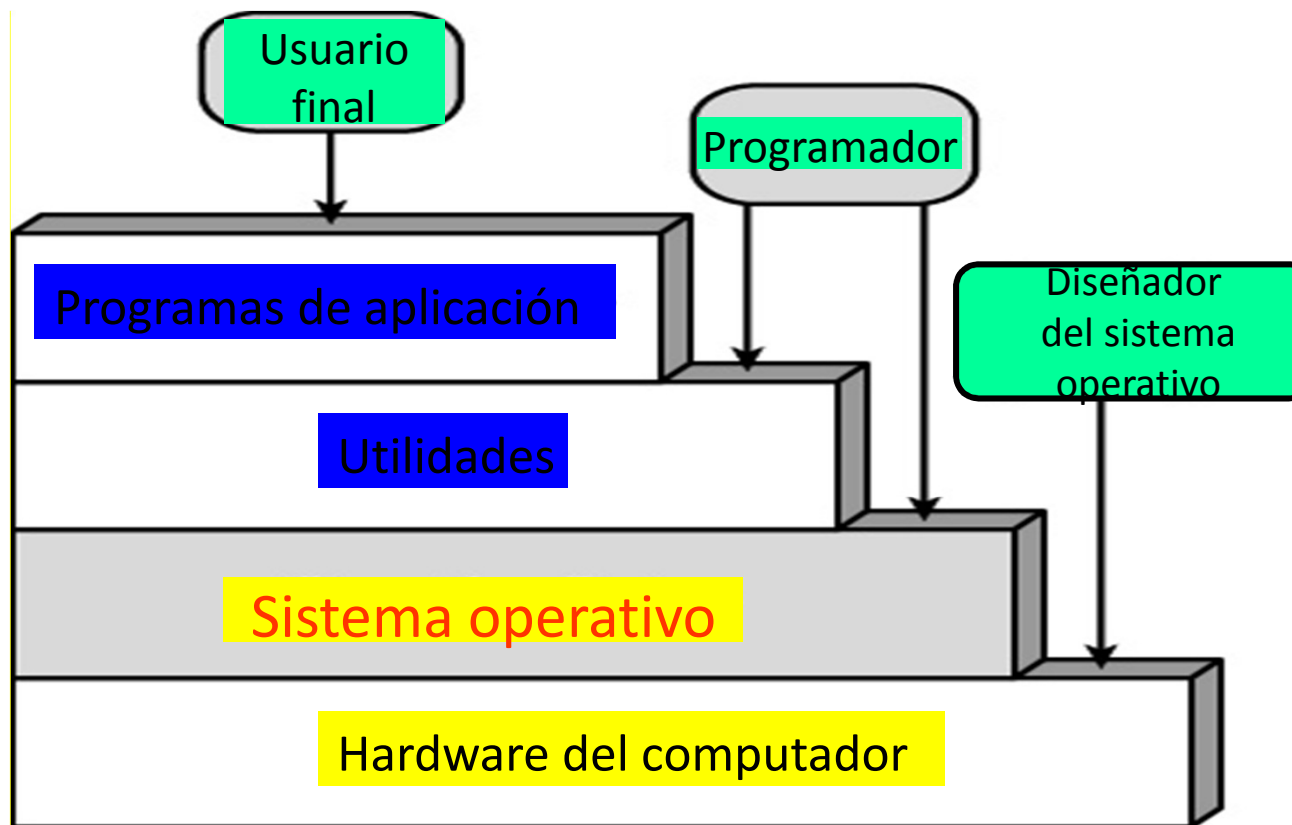 Usuario
final
Programador
Diseñador
del sistema
operativo
Programas de aplicación
Utilidades
Sistema operativo
Hardware del computador